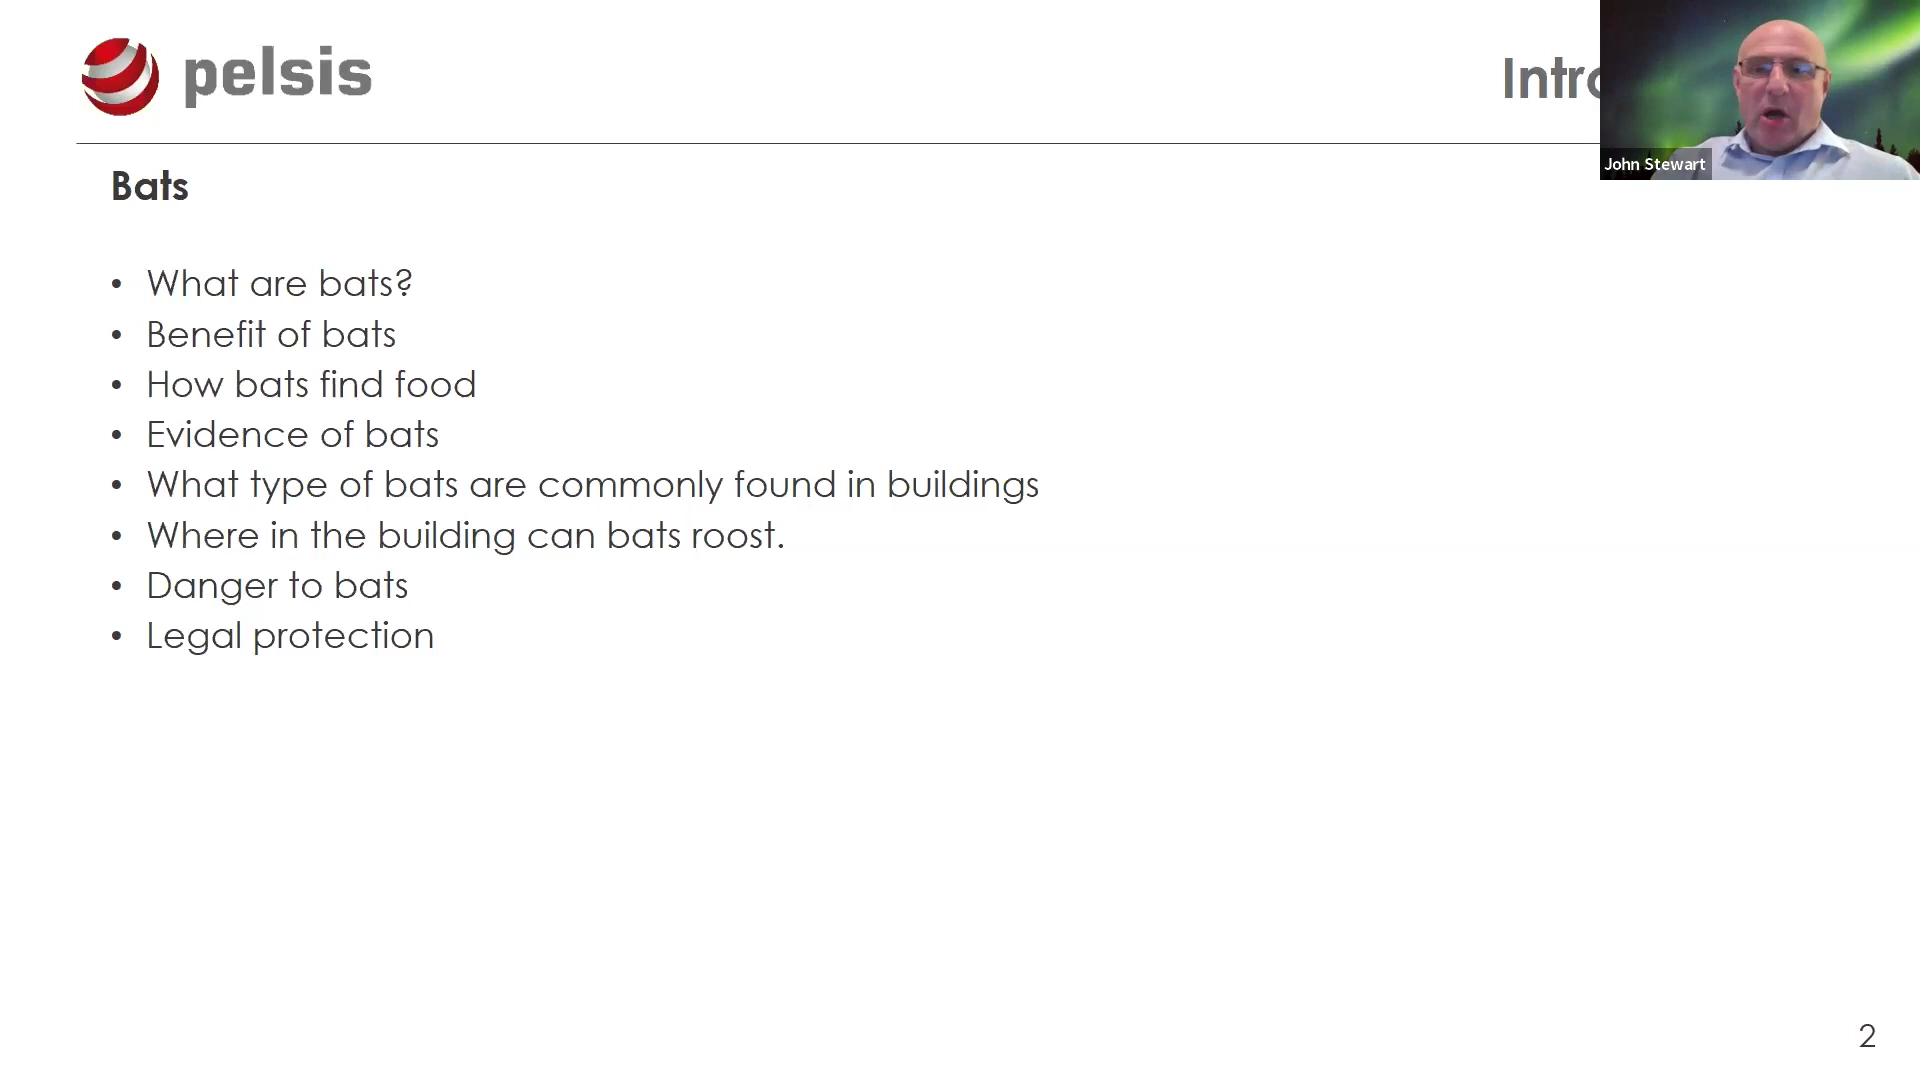 pelsis
Intro
John Stewart
Bats
• What are bats?
• Benefit of bats
• How bats find food
• Evidence of bats
• What type of bats are commonly found in buildings
• Where in the building can bats roost.
• Danger to bats
• Legal protection
2